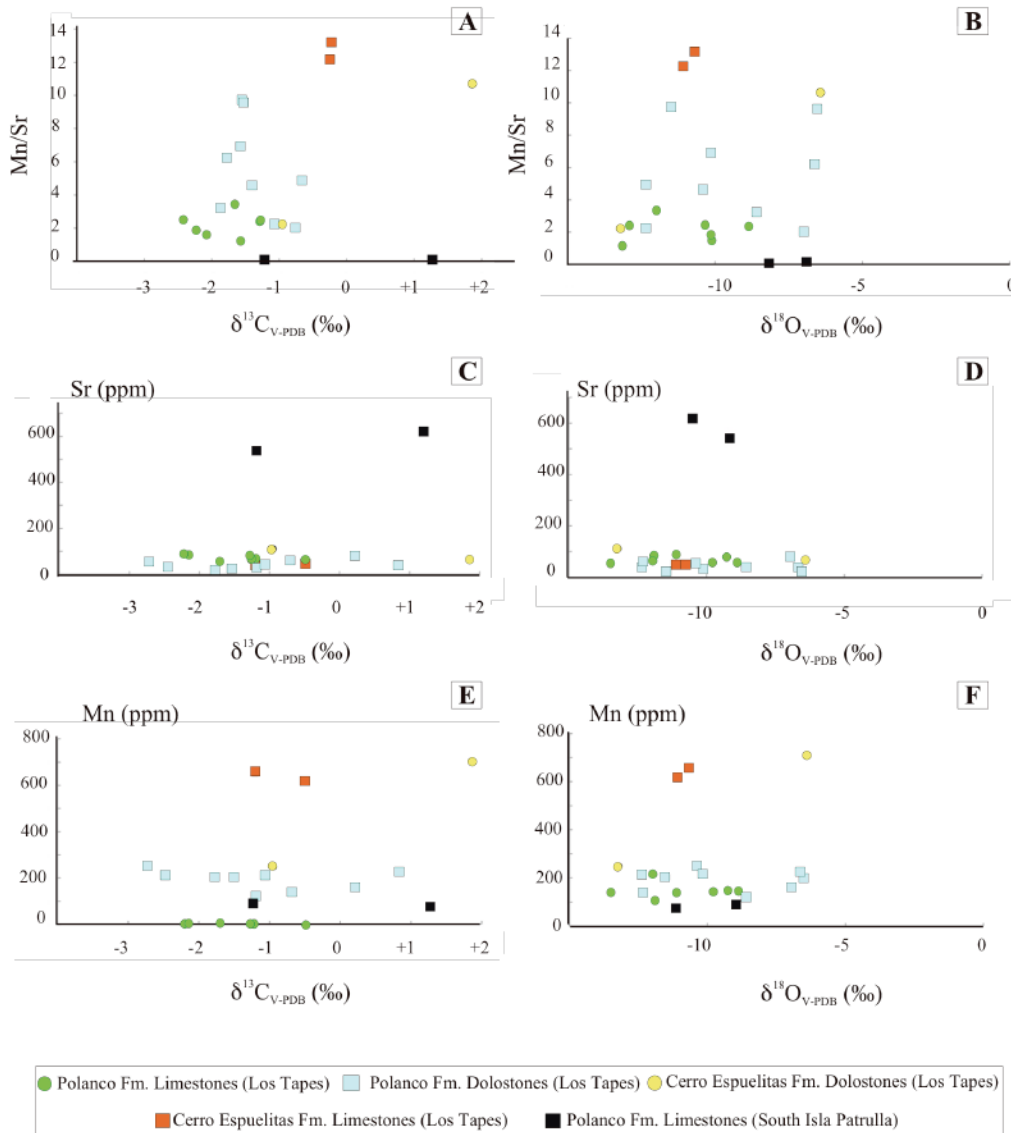 A
14
12
10
8
6
4
2
0
Mn/Sr
-3 -2 -1 0 +1 +2
δ13CV-PDB (‰)
B
14
12
10
8
6
4
2
0
Mn/Sr
-10 -5 0
δ18OV-PDB (‰)
C
Sr (ppm)
600
400
200
0
-3 -2 -1 0 +1 +2
δ13CV-PDB (‰)
D
Sr (ppm)
600
400
200
0
-10 -5 0
δ18OV-PDB (‰)
E
Mn (ppm)
800
600
400
200
0
-3 -2 -1 0 +1 +2
δ13CV-PDB (‰)
F
Mn (ppm)
800
600
400
200
0
-10 -5 0
δ18OV-PDB (‰)
Polanco Fm. Limestones (Los Tapes) Polanco Fm. Dolostones (Los Tapes) Cerro Espuelitas Fm. Dolostones (Los Tapes)
Cerro Espuelitas Fm. Limestones (Los Tapes) Polanco Fm. Limestones (South Isla Patrulla)